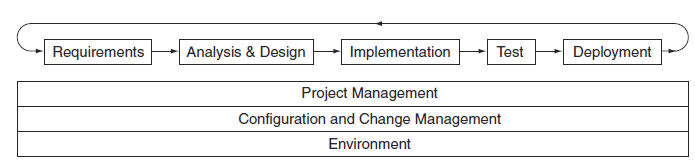 Requirements
Analysis & Design
Implementation
Test
Deployment
Project Management
Configuration and Change Management
Environment